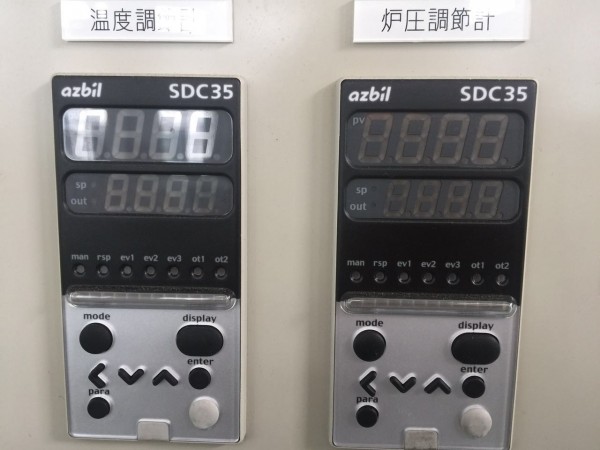 温度調
炉圧調節計
azbil SDC35
sp
out
man rsp ev1 ev2 ev3 ot1 ot2
mode
display
enter
para
azbil SDC35
pv
sp
out
man rsp ev1 ev2 ev3 ot1 ot2
mode
display
enter
para